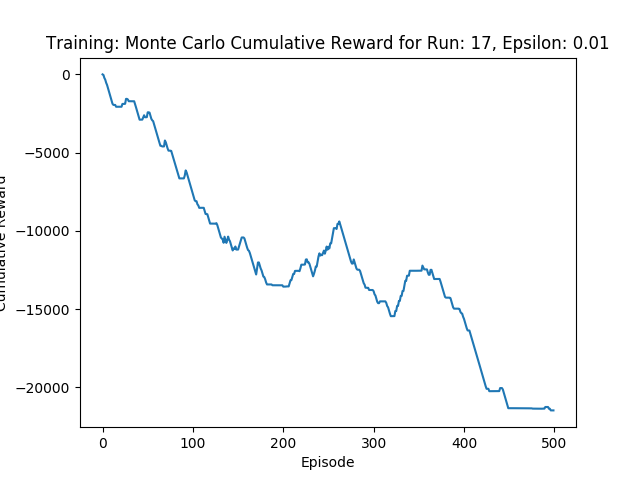 Training: Monte Carlo Cumulative Reward for Run: 17, Epsilon: 0.01
0
−5000
−10000
−15000
−20000
Cumulative Reward
0 100 200 300 400 500
Episode